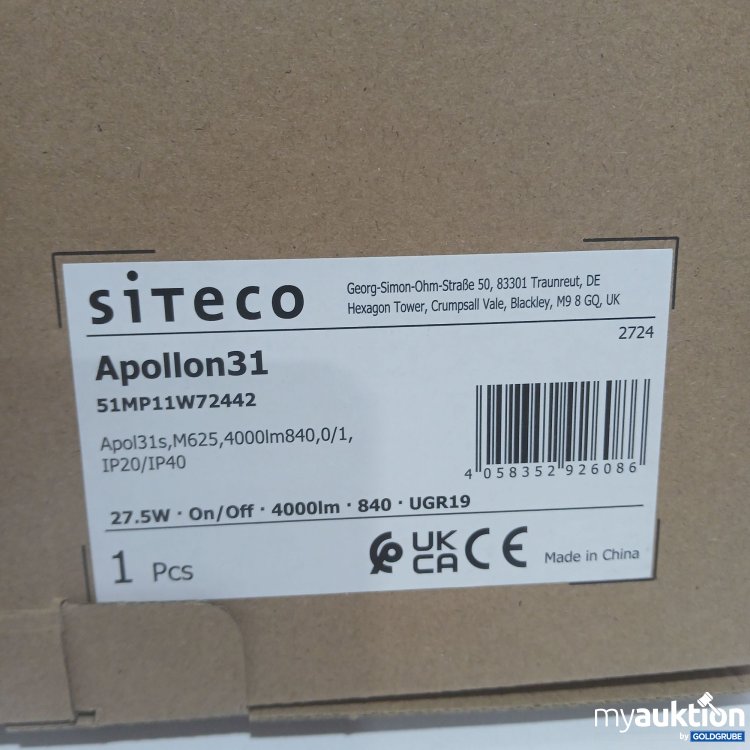 siteco
Georg-Simon-Ohm-Straße 50, 83301 Traunreut, DE
Hexagon Tower, Crumpsall Vale, Blackley, M9 8 GQ, UK
2724
Apollon31
51MP11W72442
Apol31s,M625,4000lm840,0/1,
IP20/IP40
4 058352 926086
27.5W · On/Off · 4000lm · 840 · UGR19
1 Pcs
UK
CA
CE
Made in China
myauktion
by GOLDGRUBE